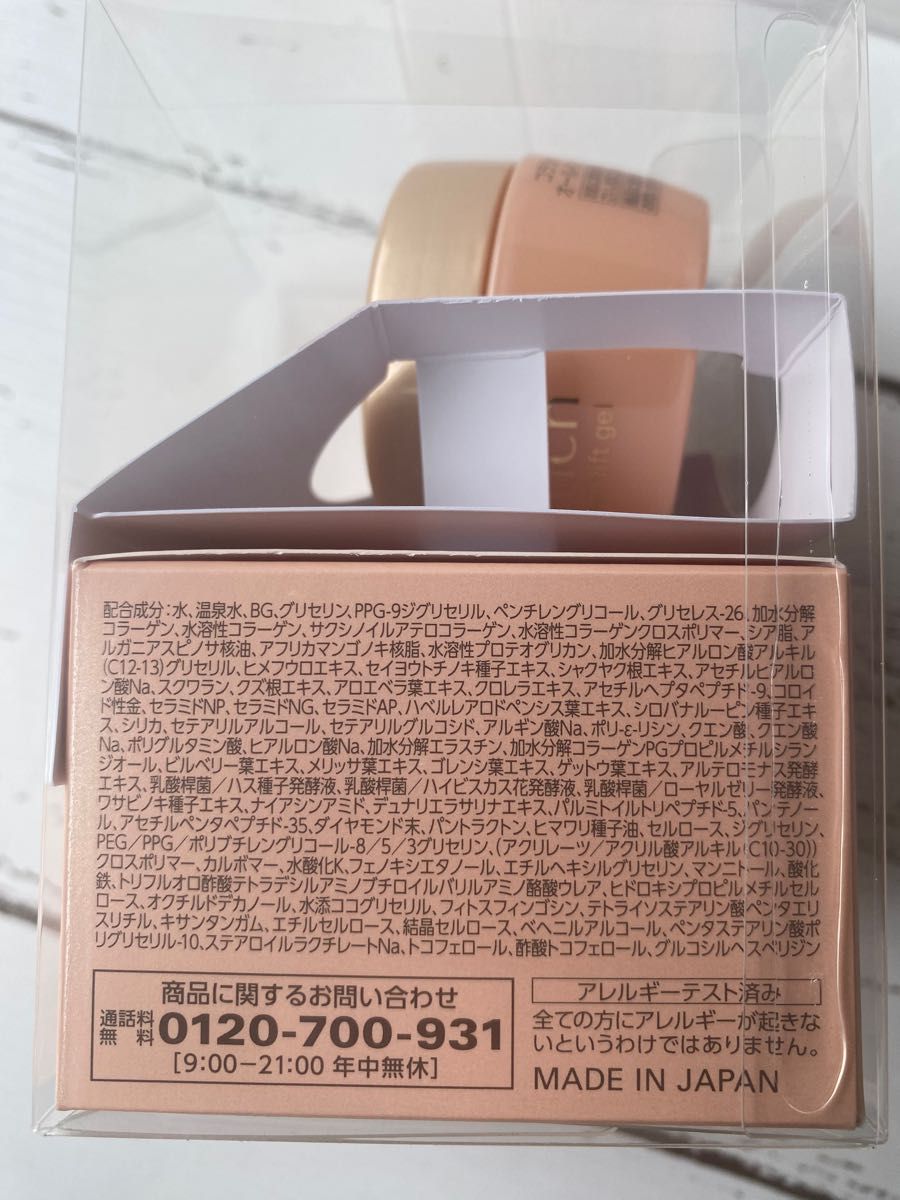 lift gel
配合成分：水、温泉水、BG、グリセリン、PPG-9ジグリセリル、ペンチレングリコール、グリセレス-26、加水分解
コラーゲン、水溶性コラーゲン、サクシノイルアテロコラーゲン、水溶性コラーゲンクロスポリマー、シア脂、ア
ルガニアスピノサ核油、アフリカマンゴノキ核脂、水溶性プロテオグリカン、加水分解ヒアルロン酸アルキル
(C12-13)グリセリル、ヒメフウロエキス、セイヨウトチノキ種子エキス、シャクヤク根エキス、アセチルヒアルロ
ン酸Na、スクワラン、クズ根エキス、アロエベラ葉エキス、クロレラエキス、アセチルヘプタペプチド-9、コロイ
ド性金、セラミドNP、セラミドNG、セラミドAP、ハベルレアロドペンシス葉エキス、シロバナルーピン種子エキ
ス、シリカ、セテアリルアルコール、セテアリルグルコシド、アルギン酸Na、ポリ-ε-リシン、クエン酸、クエン酸
Na、ポリグルタミン酸、ヒアルロン酸Na、加水分解エラスチン、加水分解コラーゲンPGプロピルメチルシラン
ジオール、ビルベリー葉エキス、メリッサ葉エキス、ゴレンシ葉エキス、ゲットウ葉エキス、アルテロモナス発酵
エキス、乳酸桿菌／ハス種子発酵液、乳酸桿菌／ハイビスカス花発酵液、乳酸桿菌／ローヤルゼリー発酵液、
ワサビノキ種子エキス、ナイアシンアミド、デュナリエラサリナエキス、パルミトイルトリペプチド-5、パンテノー
ル、アセチルペンタペプチド-35、ダイヤモンド末、パントラクトン、ヒマワリ種子油、セルロース、ジグリセリン、
PEG／PPG／ポリブチレングリコール-8／5／3グリセリン、(アクリレーツ／アクリル酸アルキル(C10-30))
クロスポリマー、カルボマー、水酸化K、フェノキシエタノール、エチルヘキシルグリセリン、マンニトール、酸化
鉄、トリフルオロ酢酸テトラデシルアミノブチロイルバリルアミノ酪酸ウレア、ヒドロキシプロピルメチルセル
ロース、オクチルドデカノール、水添ココグリセリル、フィトスフィンゴシン、テトライソステアリン酸ペンタエリ
スリチル、キサンタンガム、エチルセルロース、結晶セルロース、ベヘニルアルコール、ペンタステアリン酸ポ
リグリセリル-10、ステアロイルラクチレートNa、トコフェロール、酢酸トコフェロール、グルコシルヘスペリジン
商品に関するお問い合わせ
通話料無料 0120-700-931
[9:00−21:00 年中無休]
アレルギーテスト済み
全ての方にアレルギーが起きな
いというわけではありません。
MADE IN JAPAN